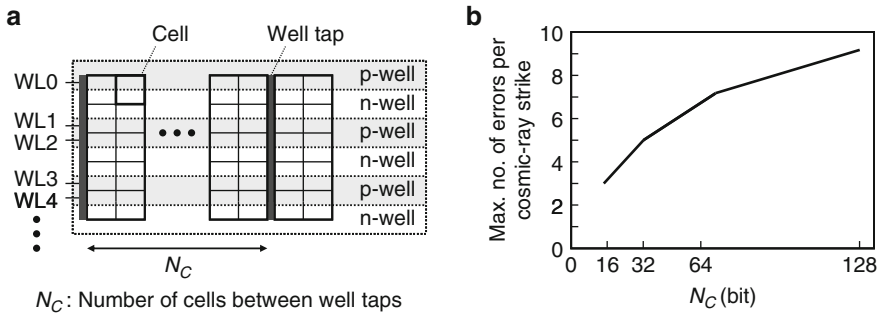 a
Cell
Well tap
WL0
WL1
WL2
WL3
WL4
p-well
n-well
p-well
n-well
p-well
n-well
N_C
N_C : Number of cells between well taps
b
Max. no. of errors per
cosmic-ray strike
10
8
6
4
2
0
0 16 32 64 128
N_C (bit)